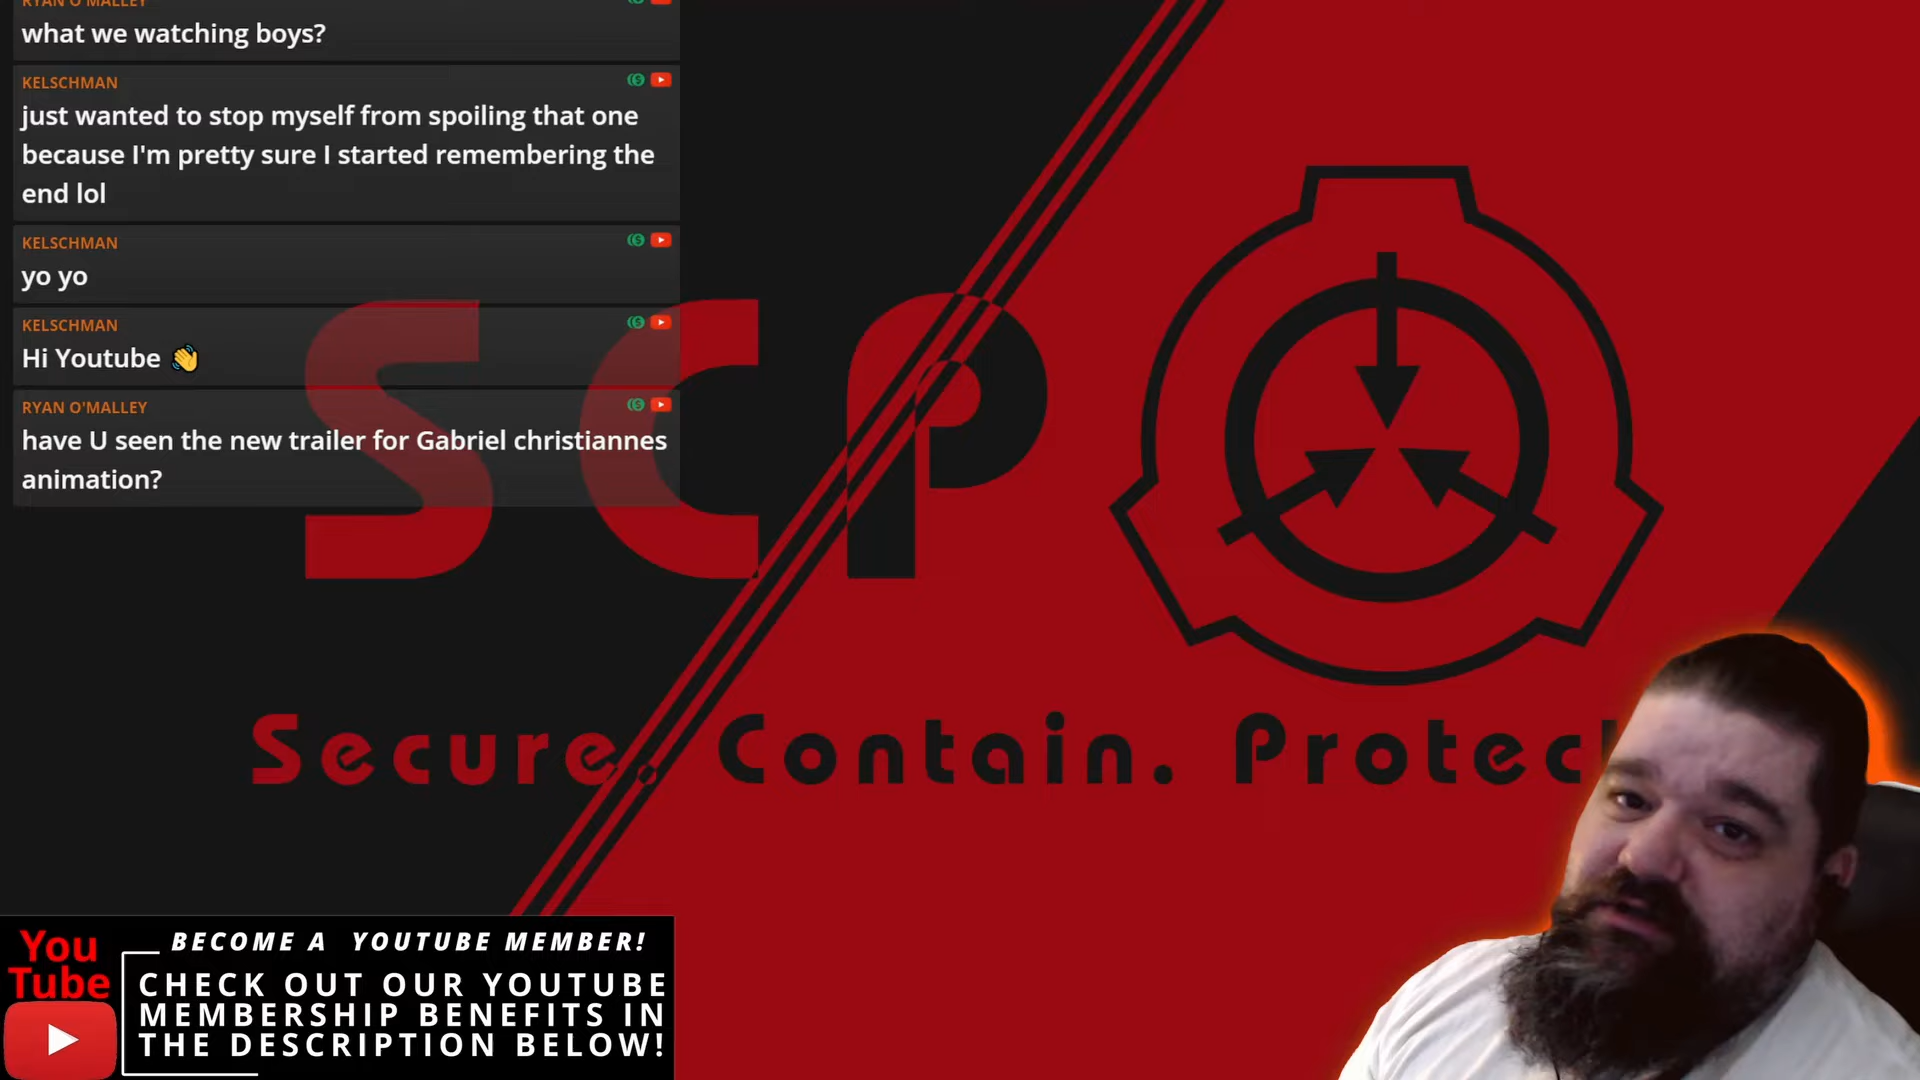 RYAN O'MALLEY
what we watching boys?
KELSCHMAN
just wanted to stop myself from spoiling that one
because I'm pretty sure I started remembering the
end lol
KELSCHMAN
yo yo
KELSCHMAN
Hi Youtube 👋
RYAN O'MALLEY
have U seen the new trailer for Gabriel christiannes
animation?
SCP
Secure. Contain. Protect
You
Tube
BECOME A YOUTUBE MEMBER!
CHECK OUT OUR YOUTUBE
MEMBERSHIP BENEFITS IN
THE DESCRIPTION BELOW!